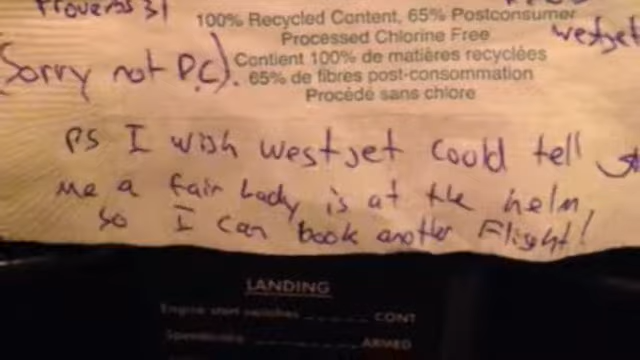 Proverbs 31
100% Recycled Content, 65% Postconsumer
Processed Chlorine Free
westjet
(Sorry not P.C).
Contient 100% de matières recyclées
65% de fibres post-consommation
Procédé sans chlore
PS I wish westjet could tell
me a fair lady is at the helm
so I can book another Flight!
LANDING
Engine start switches CONT
Speedbrake ARMED